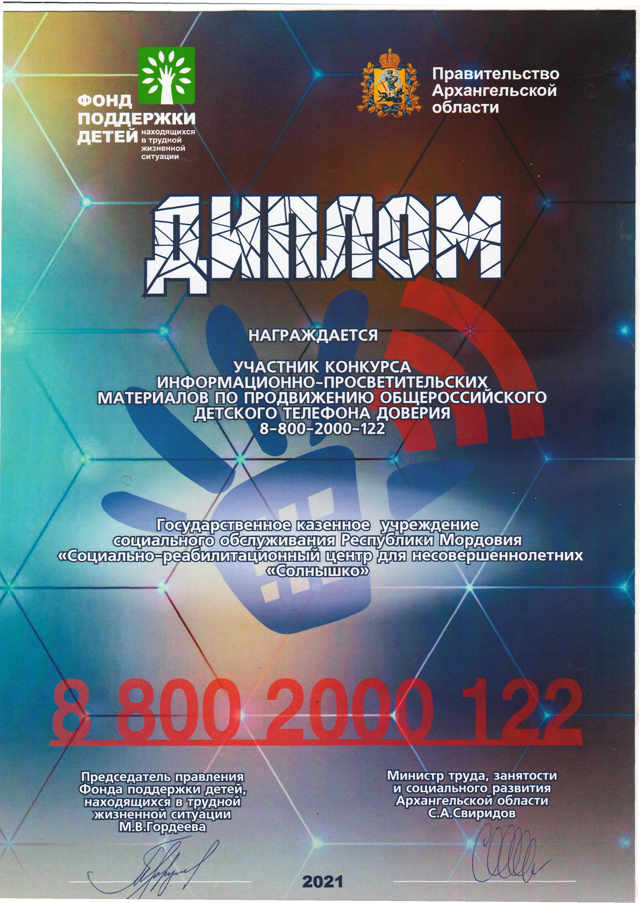 ФОНД
ПОДДЕРЖКИ
ДЕТЕЙ
находящихся
в трудной
жизненной
ситуации
Правительство
Архангельской
области
ДИПЛОМ
НАГРАЖДАЕТСЯ
УЧАСТНИК КОНКУРСА
ИНФОРМАЦИОННО-ПРОСВЕТИТЕЛЬСКИХ
МАТЕРИАЛОВ ПО ПРОДВИЖЕНИЮ ОБЩЕРОССИЙСКОГО
ДЕТСКОГО ТЕЛЕФОНА ДОВЕРИЯ
8-800-2000-122
Государственное казенное учреждение
социального обслуживания Республики Мордовия
«Социально-реабилитационный центр для несовершеннолетних
«Солнышко»
8 800 2000 122
Председатель правления
Фонда поддержки детей,
находящихся в трудной
жизненной ситуации
М.В.Гордеева
Министр труда, занятости
и социального развития
Архангельской области
С.А.Свиридов
2021